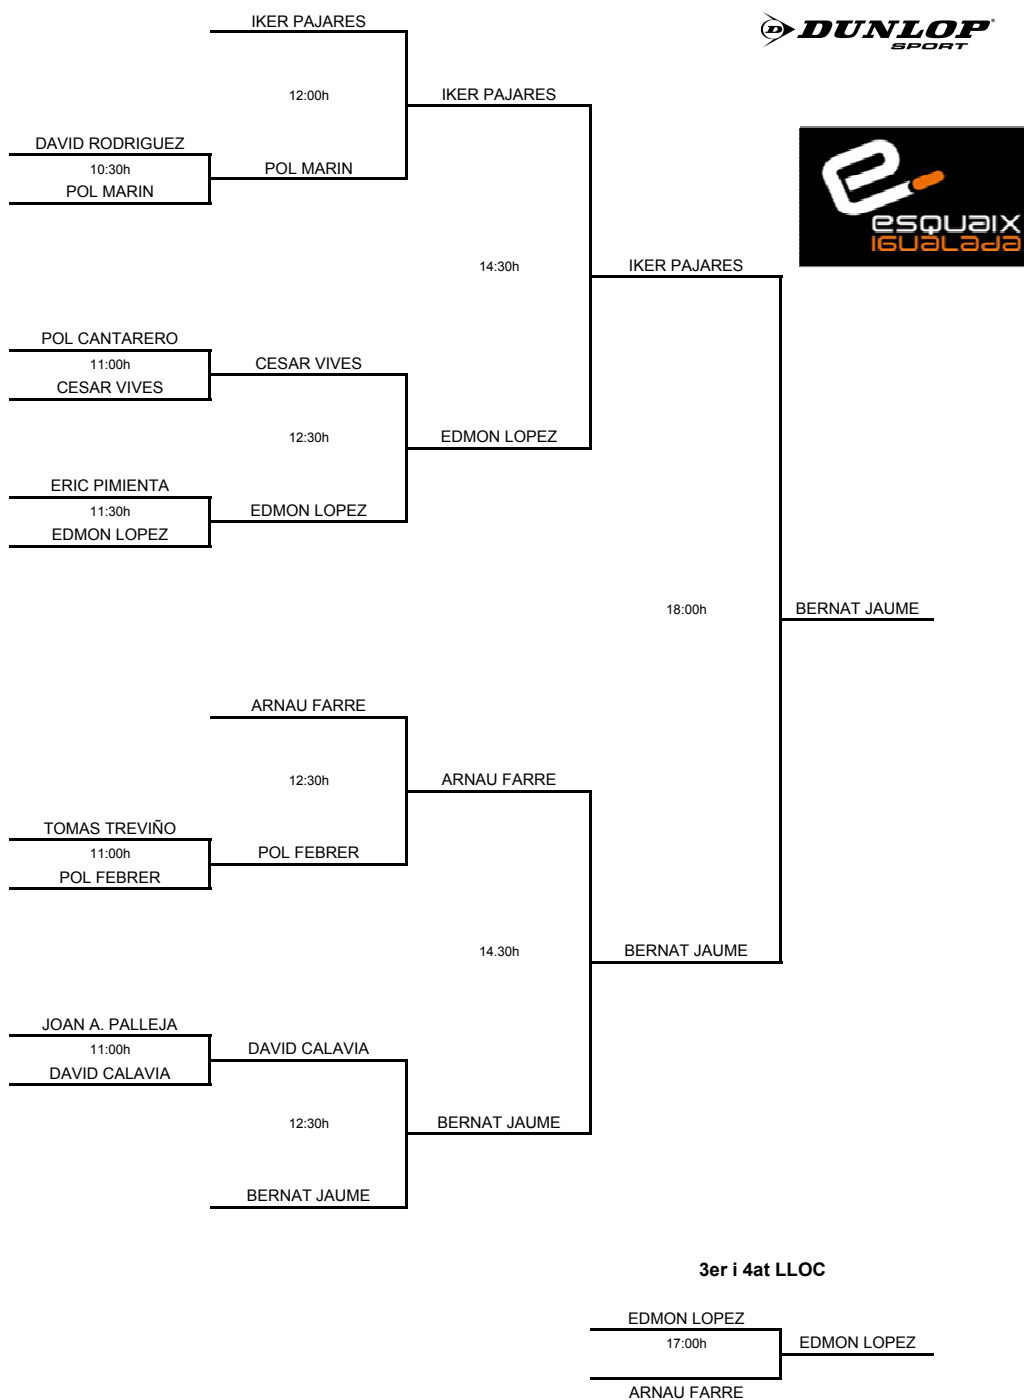 IKER PAJARES
DUNLOP
SPORT
12:00h
IKER PAJARES
DAVID RODRIGUEZ
10:30h
POL MARIN
POL MARIN
esquaix
igualada
14:30h
IKER PAJARES
POL CANTARERO
11:00h
CESAR VIVES
CESAR VIVES
12:30h
EDMON LOPEZ
ERIC PIMIENTA
11:30h
EDMON LOPEZ
EDMON LOPEZ
18:00h
BERNAT JAUME
ARNAU FARRE
12:30h
ARNAU FARRE
TOMAS TREVIÑO
11:00h
POL FEBRER
POL FEBRER
14.30h
BERNAT JAUME
JOAN A. PALLEJA
11:00h
DAVID CALAVIA
DAVID CALAVIA
12:30h
BERNAT JAUME
BERNAT JAUME
3er i 4at LLOC
EDMON LOPEZ
17:00h
EDMON LOPEZ
ARNAU FARRE